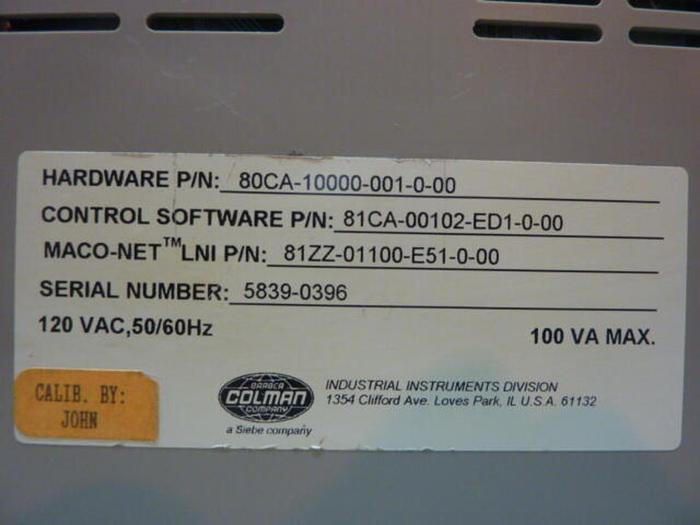 HARDWARE P/N: 80CA-10000-001-0-00
CONTROL SOFTWARE P/N: 81CA-00102-ED1-0-00
MACO-NET™LNI P/N: 81ZZ-01100-E51-0-00
SERIAL NUMBER: 5839-0396
120 VAC,50/60Hz 100 VA MAX.
CALIB. BY:
JOHN
BARBER
COLMAN
COMPANY
a Siebe company
INDUSTRIAL INSTRUMENTS DIVISION
1354 Clifford Ave. Loves Park, IL U.S.A. 61132